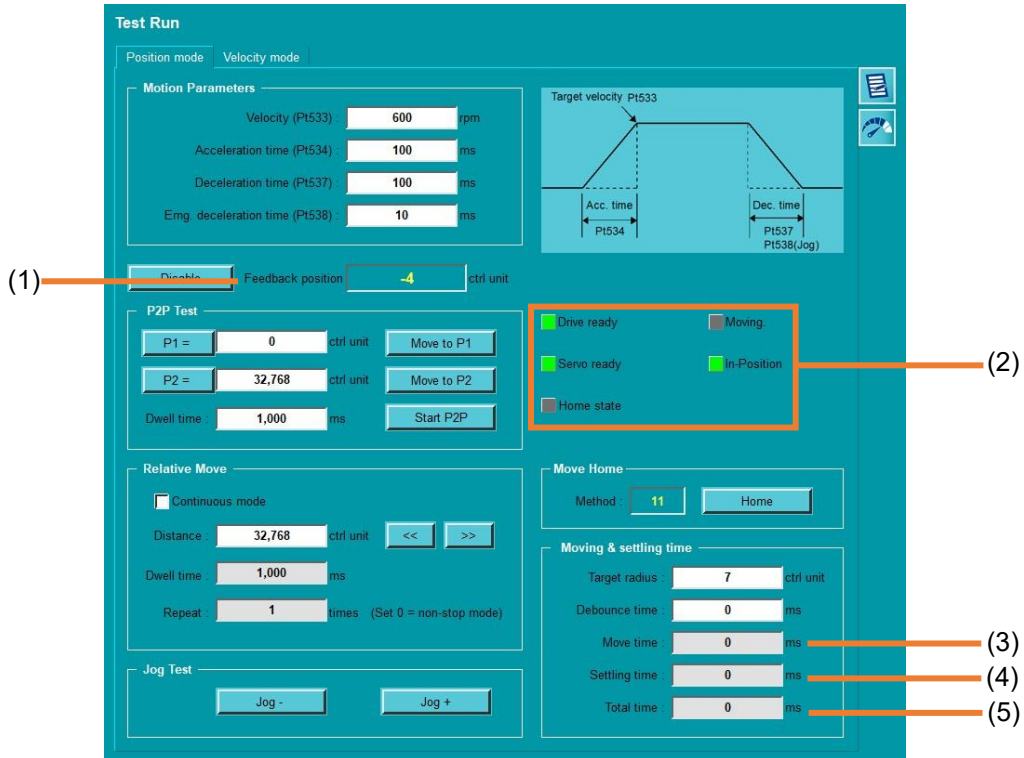 Test Run
Position mode Velocity mode
Motion Parameters
Velocity (Pt533) : 600 rpm
Acceleration time (Pt534) : 100 ms
Deceleration time (Pt537) : 100 ms
Emg. deceleration time (Pt538) : 10 ms
Target velocity Pt533
Acc. time
Pt534
Dec. time
Pt537
Pt538(Jog)
(1)
Disable Feedback position -4 ctrl unit
P2P Test
P1 = 0 ctrl unit Move to P1
P2 = 32,768 ctrl unit Move to P2
Dwell time : 1,000 ms Start P2P
Drive ready Moving.
Servo ready In-Position
Home state
(2)
Relative Move
Continuous mode
Distance : 32,768 ctrl unit << >>
Dwell time : 1,000 ms
Repeat : 1 times (Set 0 = non-stop mode)
Move Home
Method : 11 Home
Moving & settling time
Target radius : 7 ctrl unit
Debounce time : 0 ms
Move time : 0 ms (3)
Settling time : 0 ms (4)
Total time : 0 ms (5)
Jog Test
Jog - Jog +